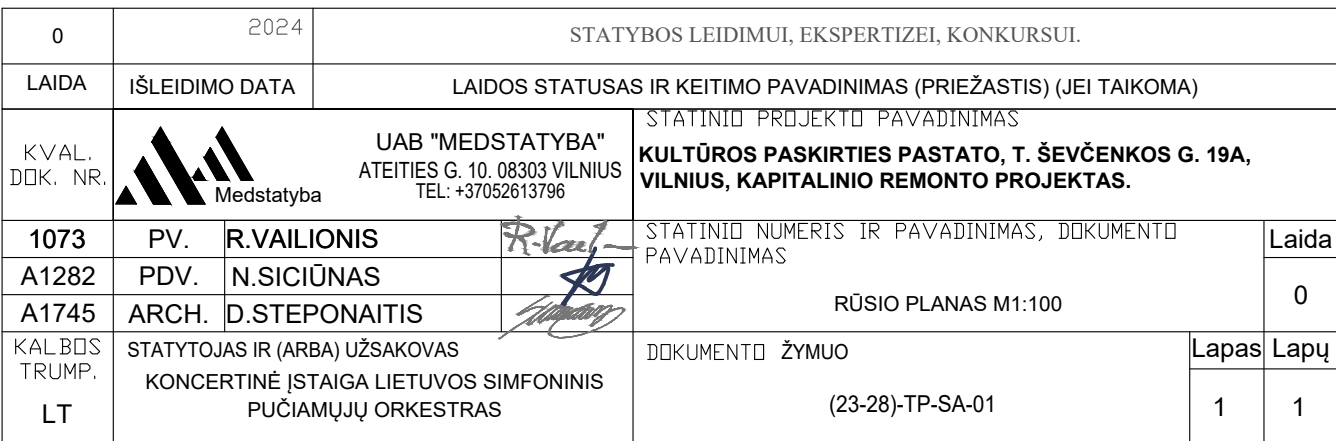 0 2024 STATYBOS LEIDIMUI, EKSPERTIZEI, KONKURSUI.
LAIDA IŠLEIDIMO DATA LAIDOS STATUSAS IR KEITIMO PAVADINIMAS (PRIEŽASTIS) (JEI TAIKOMA)
KVAL.
DOK. NR.
Medstatyba
UAB "MEDSTATYBA"
ATEITIES G. 10. 08303 VILNIUS
TEL: +37052613796
STATINIO PROJEKTO PAVADINIMAS
KULTŪROS PASKIRTIES PASTATO, T. ŠEVČENKOS G. 19A,
VILNIUS, KAPITALINIO REMONTO PROJEKTAS.
1073 PV. R.VAILIONIS
A1282 PDV. N.SICIŪNAS
A1745 ARCH. D.STEPONAITIS
STATINIO NUMERIS IR PAVADINIMAS, DOKUMENTO
PAVADINIMAS
RŪSIO PLANAS M1:100
Laida
0
KALBOS
TRUMP.
LT
STATYTOJAS IR (ARBA) UŽSAKOVAS
KONCERTINĖ ĮSTAIGA LIETUVOS SIMFONINIS
PUČIAMŲJŲ ORKESTRAS
DOKUMENTO ŽYMUO
(23-28)-TP-SA-01
Lapas Lapų
1 1